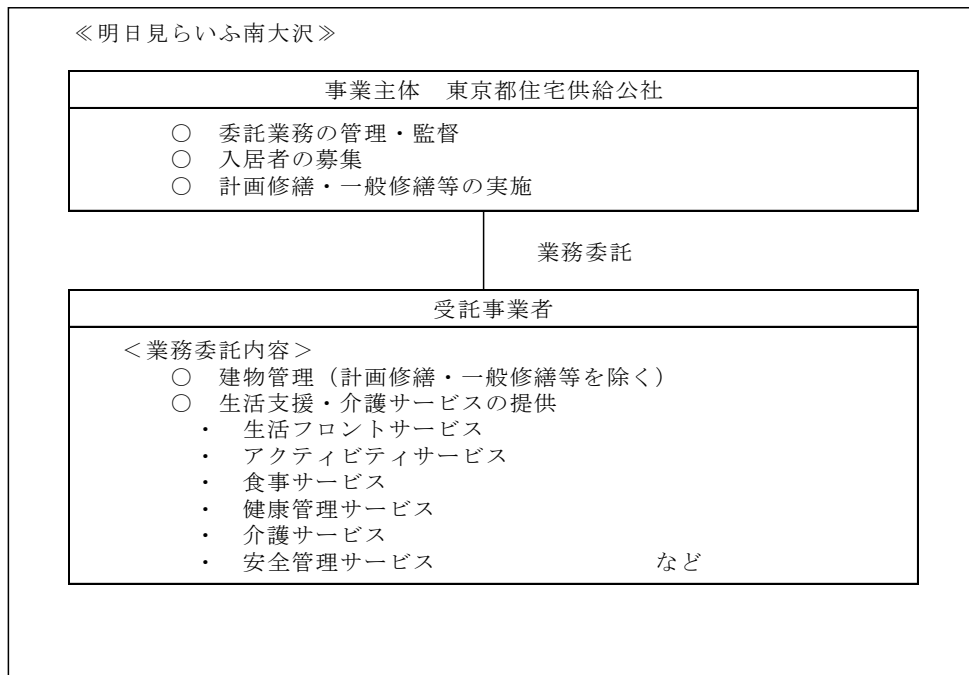 ≪明日見らいふ南大沢≫
事業主体　東京都住宅供給公社
○　委託業務の管理・監督
○　入居者の募集
○　計画修繕・一般修繕等の実施
業務委託
受託事業者
＜業務委託内容＞
○　建物管理（計画修繕・一般修繕等を除く）
○　生活支援・介護サービスの提供
・　生活フロントサービス
・　アクティビティサービス
・　食事サービス
・　健康管理サービス
・　介護サービス
・　安全管理サービス　　　　　　　　　など